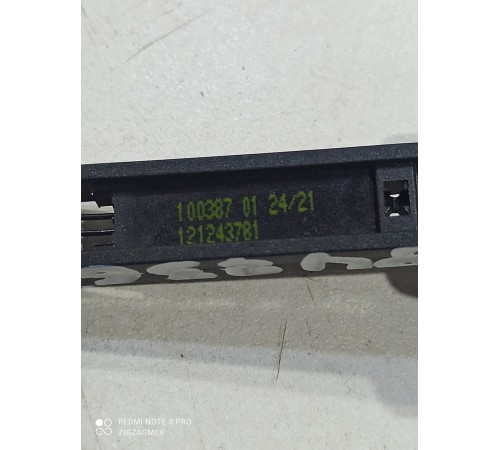 100387 01 24/21
121243781
REDMI NOTE 8 PRO
ZIGZAGMCK